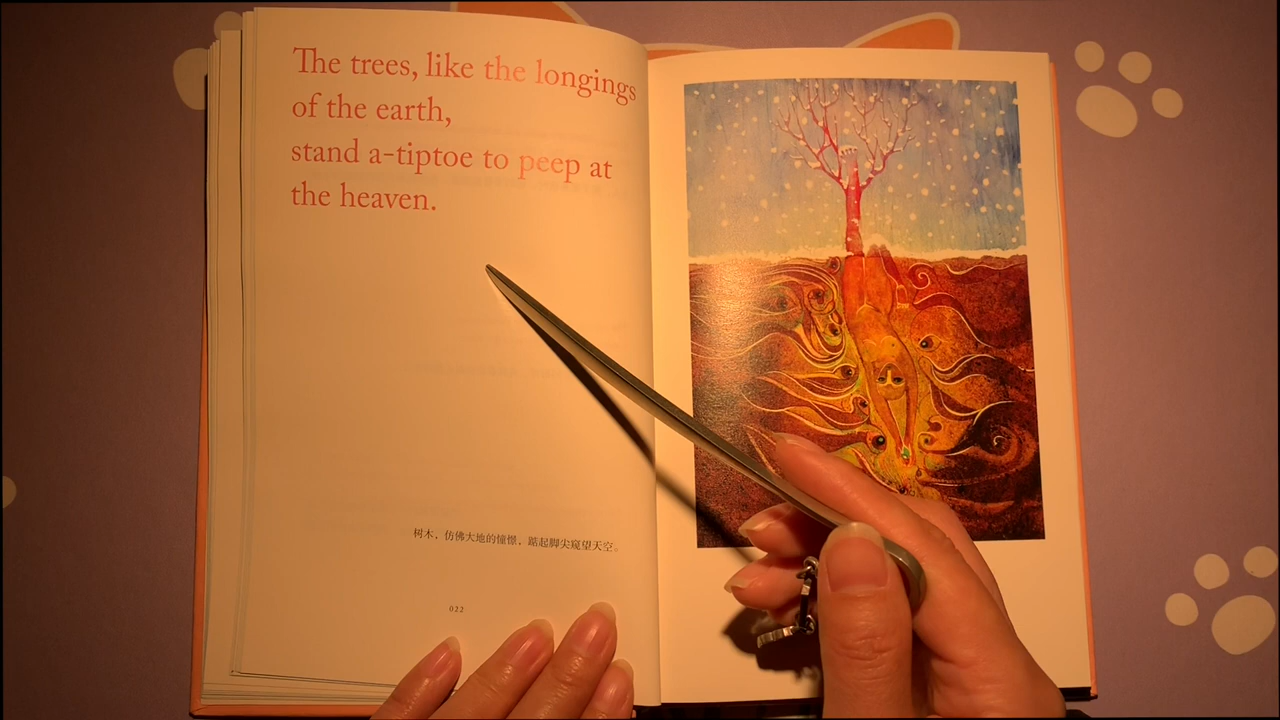 The trees, like the longings
of the earth,
stand a-tiptoe to peep at
the heaven.
树木，仿佛大地的憧憬，踮起脚尖窥望天空。
022